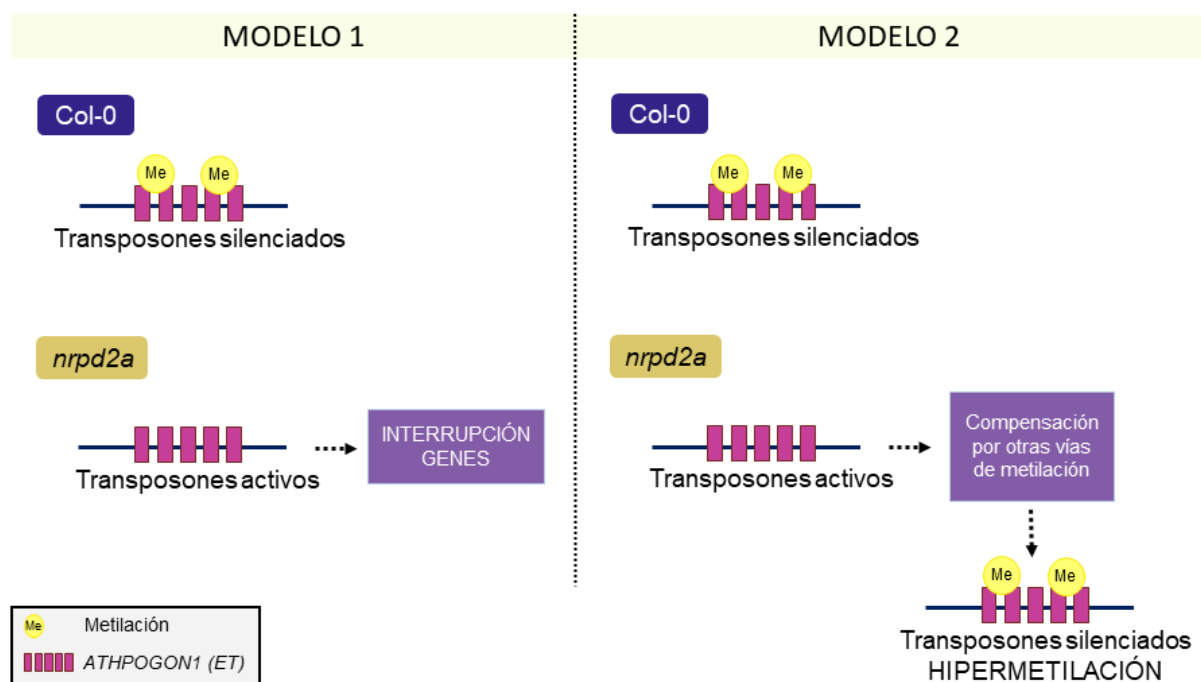 MODELO 1
Col-0
Me
Me
Transposones silenciados
nrpd2a
Transposones activos
INTERRUPCIÓN
GENES
Me
Metilación
ATHPOGON1 (ET)
MODELO 2
Col-0
Me
Me
Transposones silenciados
nrpd2a
Transposones activos
Compensación
por otras vías
de metilación
Me
Me
Transposones silenciados
HIPERMETILACIÓN